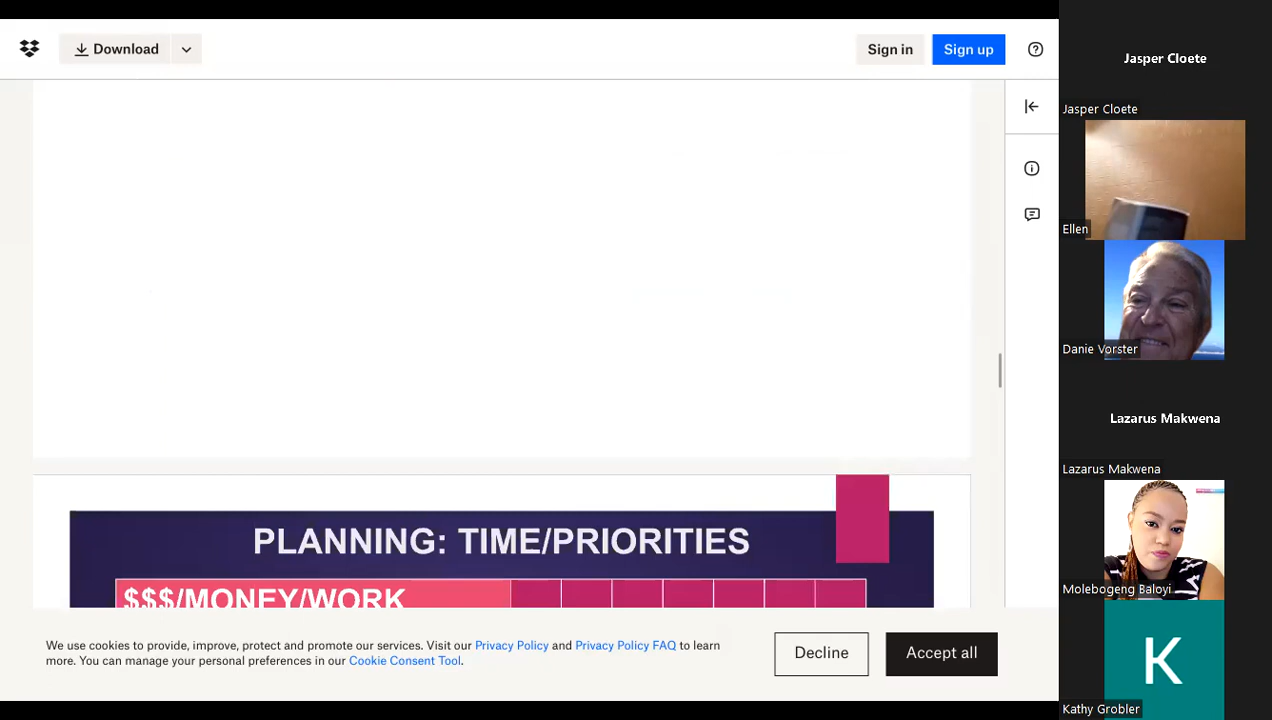 Download
Sign in
Sign up
PLANNING: TIME/PRIORITIES
$$$/MONEY/WORK
We use cookies to provide, improve, protect and promote our services. Visit our Privacy Policy and Privacy Policy FAQ to learn
more. You can manage your personal preferences in our Cookie Consent Tool.
Decline
Accept all
Jasper Cloete
Jasper Cloete
Ellen
Danie Vorster
Lazarus Makwena
Lazarus Makwena
Molebogeng Baloyi
K
Kathy Grobler